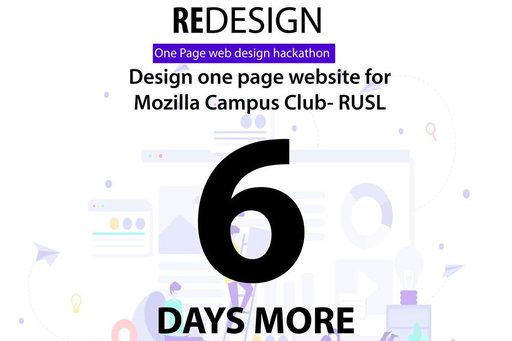 REDESIGN
One Page web design hackathon
Design one page website for
Mozilla Campus Club- RUSL
6
DAYS MORE